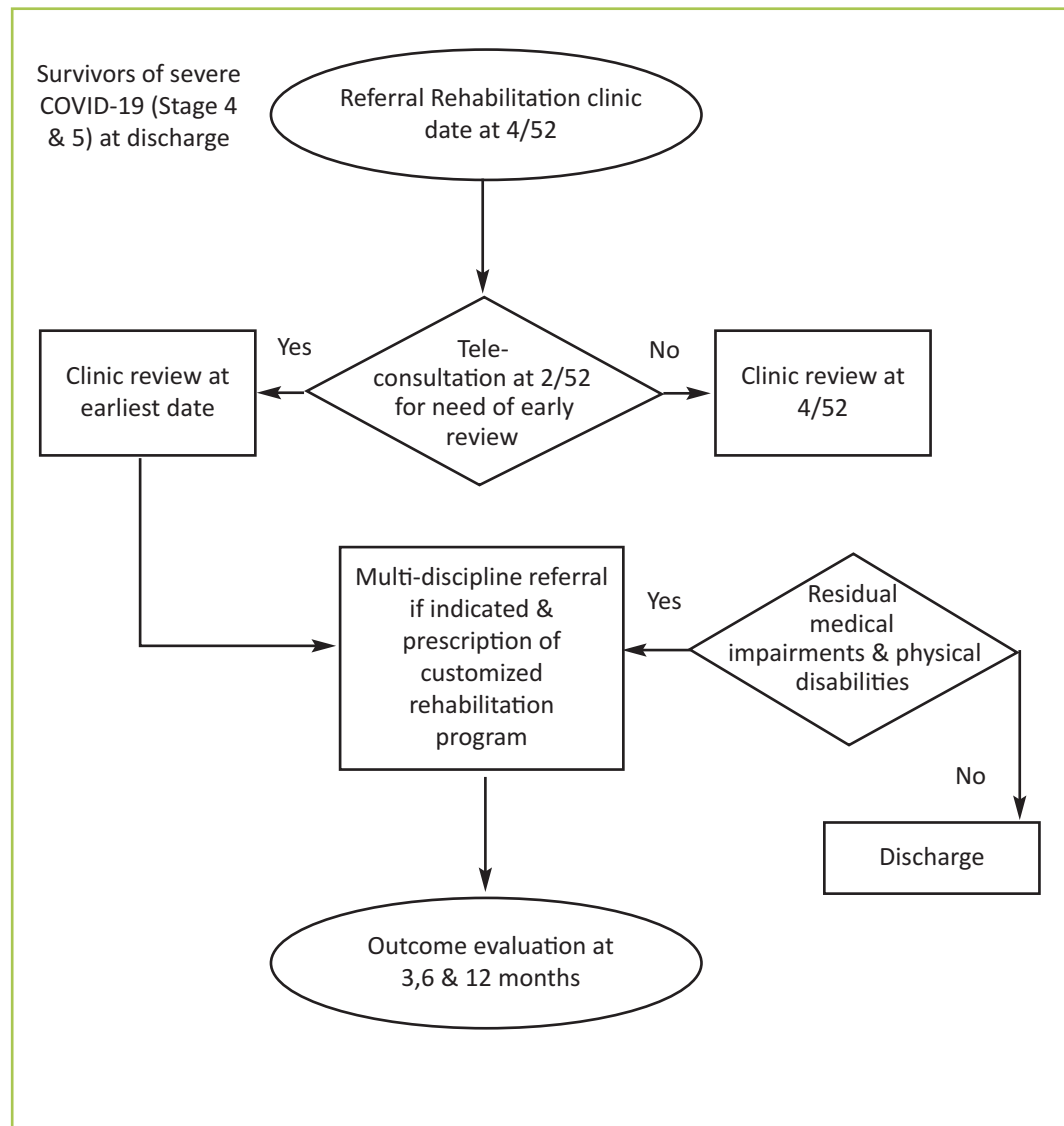 Survivors of severe
COVID-19 (Stage 4
& 5) at discharge
Referral Rehabilitation clinic
date at 4/52
Yes
Tele-
consultation at 2/52
for need of early
review
No
Clinic review at
earliest date
Clinic review at
4/52
Multi-discipline referral
if indicated &
prescription of
customized
rehabilitation
program
Yes
Residual
medical
impairments & physical
disabilities
No
Discharge
Outcome evaluation at
3,6 & 12 months